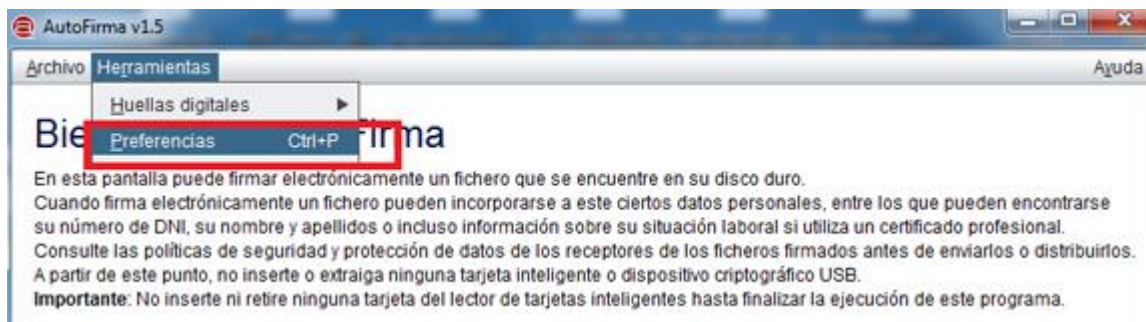 AutoFirma v1.5
Archivo Herramientas Ayuda
Huellas digitales
Preferencias Ctrl+P
Bie irma
En esta pantalla puede firmar electrónicamente un fichero que se encuentre en su disco duro.
Cuando firma electrónicamente un fichero pueden incorporarse a este ciertos datos personales, entre los que pueden encontrarse
su número de DNI, su nombre y apellidos o incluso información sobre su situación laboral si utiliza un certificado profesional.
Consulte las políticas de seguridad y protección de datos de los receptores de los ficheros firmados antes de enviarlos o distribuirlos.
A partir de este punto, no inserte o extraiga ninguna tarjeta inteligente o dispositivo criptográfico USB.
Importante: No inserte ni retire ninguna tarjeta del lector de tarjetas inteligentes hasta finalizar la ejecución de este programa.